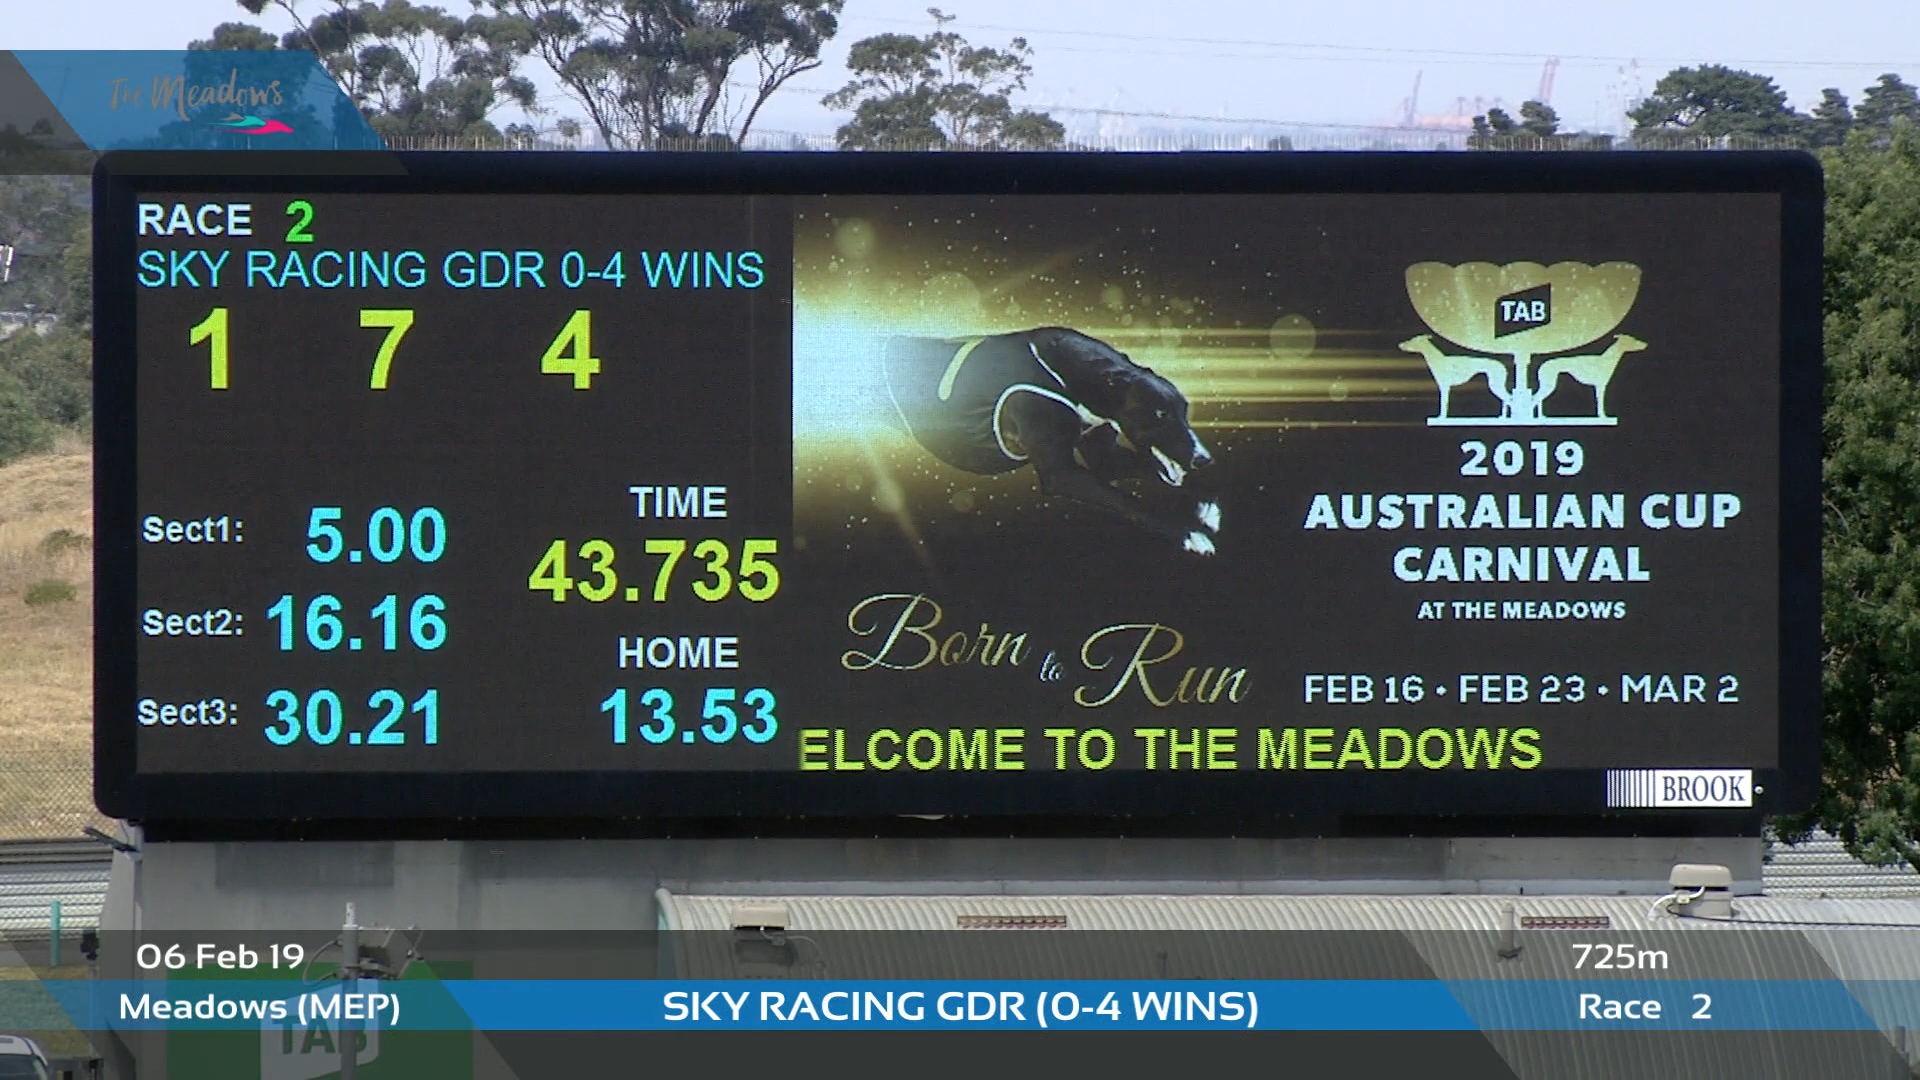 The Meadows
RACE 2
SKY RACING GDR 0-4 WINS
1 7 4
Sect1: 5.00
Sect2: 16.16
Sect3: 30.21
TIME
43.735
HOME
13.53
TAB
2019
AUSTRALIAN CUP
CARNIVAL
AT THE MEADOWS
Born to Run
FEB 16 • FEB 23 • MAR 2
ELCOME TO THE MEADOWS
BROOK
06 Feb 19
Meadows (MEP)
TAB
SKY RACING GDR (0-4 WINS)
725m
Race 2